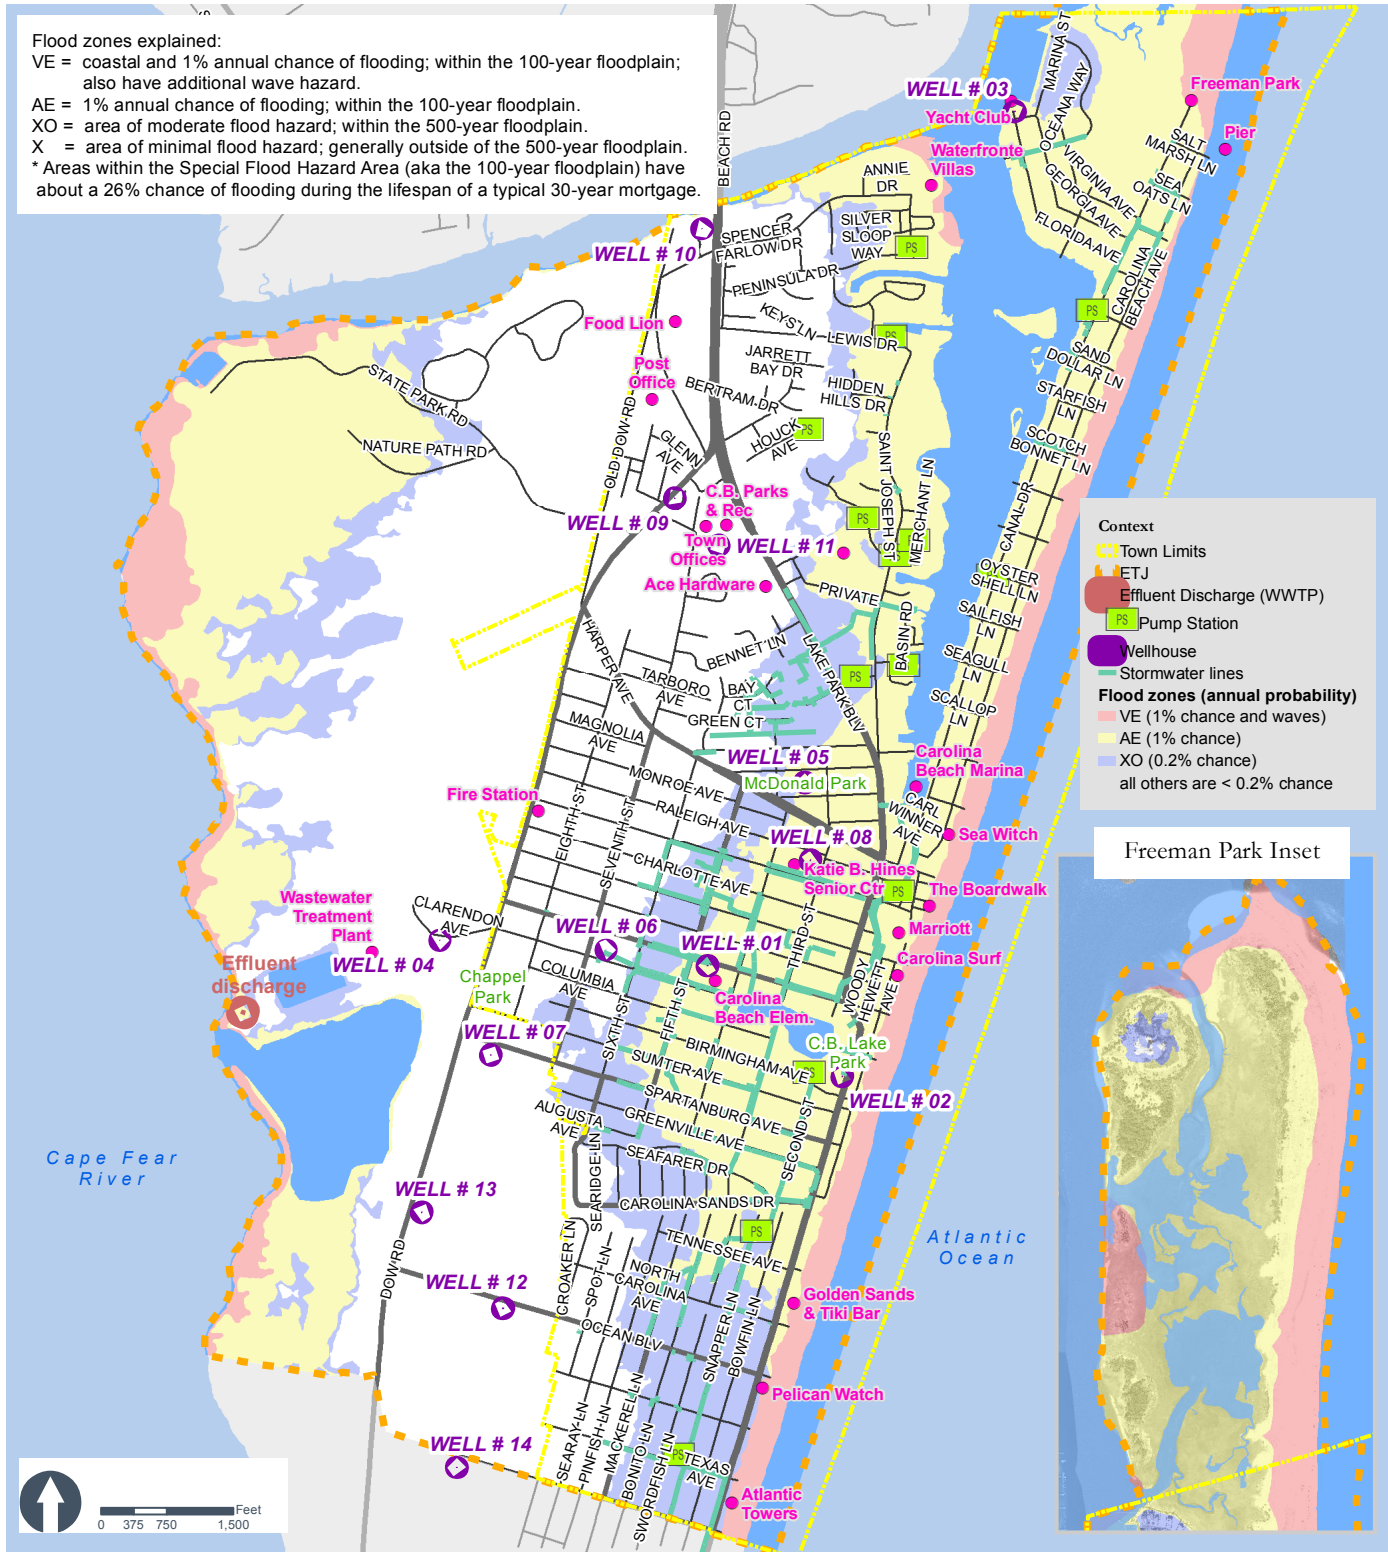 Flood zones explained:
VE = coastal and 1% annual chance of flooding; within the 100-year floodplain;
also have additional wave hazard.
AE = 1% annual chance of flooding; within the 100-year floodplain.
XO = area of moderate flood hazard; within the 500-year floodplain.
X = area of minimal flood hazard; generally outside of the 500-year floodplain.
* Areas within the Special Flood Hazard Area (aka the 100-year floodplain) have
about a 26% chance of flooding during the lifespan of a typical 30-year mortgage.
BEACH RD
WELL # 03
Yacht Club
MARINA ST
OCEANA WAY
Freeman Park
Pier
SALT
MARSH LN
SEA
OATS LN
Waterfronte
Villas
VIRGINIA AVE
GEORGIA AVE
FLORIDA AVE
ANNIE
DR
SILVER
SLOOP
WAY
PS
SPENCER
FARLOW DR
WELL # 10
PENINSULA DR
CAROLINA
BEACH AVE
PS
Food Lion
KEYS LN
LEWIS DR
PS
JARRETT
BAY DR
SAND
DOLLAR LN
Post
Office
STATE PARK RD
BERTRAM DR
HIDDEN
HILLS DR
STARFISH
LN
OLD DOW RD
HOUCK
AVE
PS
SCOTCH
BONNET LN
NATURE PATH RD
GLENN
AVE
SAINT JOSEPH ST
MERCHANT LN
C.B. Parks
& Rec
CANAL DR
WELL # 09
Town
Offices
WELL # 11
PS
PS
PS
Ace Hardware
PRIVATE
OYSTER
SHELL LN
SAILFISH
LN
HARPER AVE
BENNET LN
LAKE PARK BLV
BASIN RD
SEAGULL
LN
TARBORO
AVE
BAY
CT
GREEN CT
PS
SCALLOP
LN
MAGNOLIA
AVE
WELL # 05
McDonald Park
Carolina
Beach Marina
MONROE AVE
Fire Station
RALEIGH AVE
CARL
WINNER
AVE
Sea Witch
WELL # 08
EIGHTH ST
SEVENTH ST
CHARLOTTE AVE
Katie B. Hines
Senior Ctr
PS
The Boardwalk
Wastewater
Treatment
Plant
CLARENDON
AVE
WELL # 04
WELL # 06
WELL # 01
THIRD ST
Marriott
Carolina Surf
Effluent
discharge
Chappel
Park
COLUMBIA
AVE
Carolina
Beach Elem.
WOODY
HEWETT
AVE
WELL # 07
SIXTH ST
FIFTH ST
C.B. Lake
Park
BIRMINGHAM AVE
PS
SUMTER AVE
WELL # 02
SPARTANBURG AVE
AUGUSTA
AVE
GREENVILLE AVE
SECOND ST
Cape Fear
River
SEARIDGE LN
SEAFARER DR
WELL # 13
CAROLINA SANDS DR
PS
TENNESSEE AVE
Atlantic
Ocean
DOW RD
WELL # 12
CROAKER LN
SPOT LN
NORTH
CAROLINA
AVE
Golden Sands
& Tiki Bar
OCEAN BLV
SNAPPER LN
BOWFIN LN
Pelican Watch
WELL # 14
SEARAY LN
PINFISH LN
MACKEREL LN
BONITO LN
SWORDFISH LN
PS
TEXAS
AVE
Atlantic
Towers
Feet
0 375 750 1,500
Context
Town Limits
ETJ
Effluent Discharge (WWTP)
PS Pump Station
Wellhouse
Stormwater lines
Flood zones (annual probability)
VE (1% chance and waves)
AE (1% chance)
XO (0.2% chance)
all others are < 0.2% chance
Freeman Park Inset